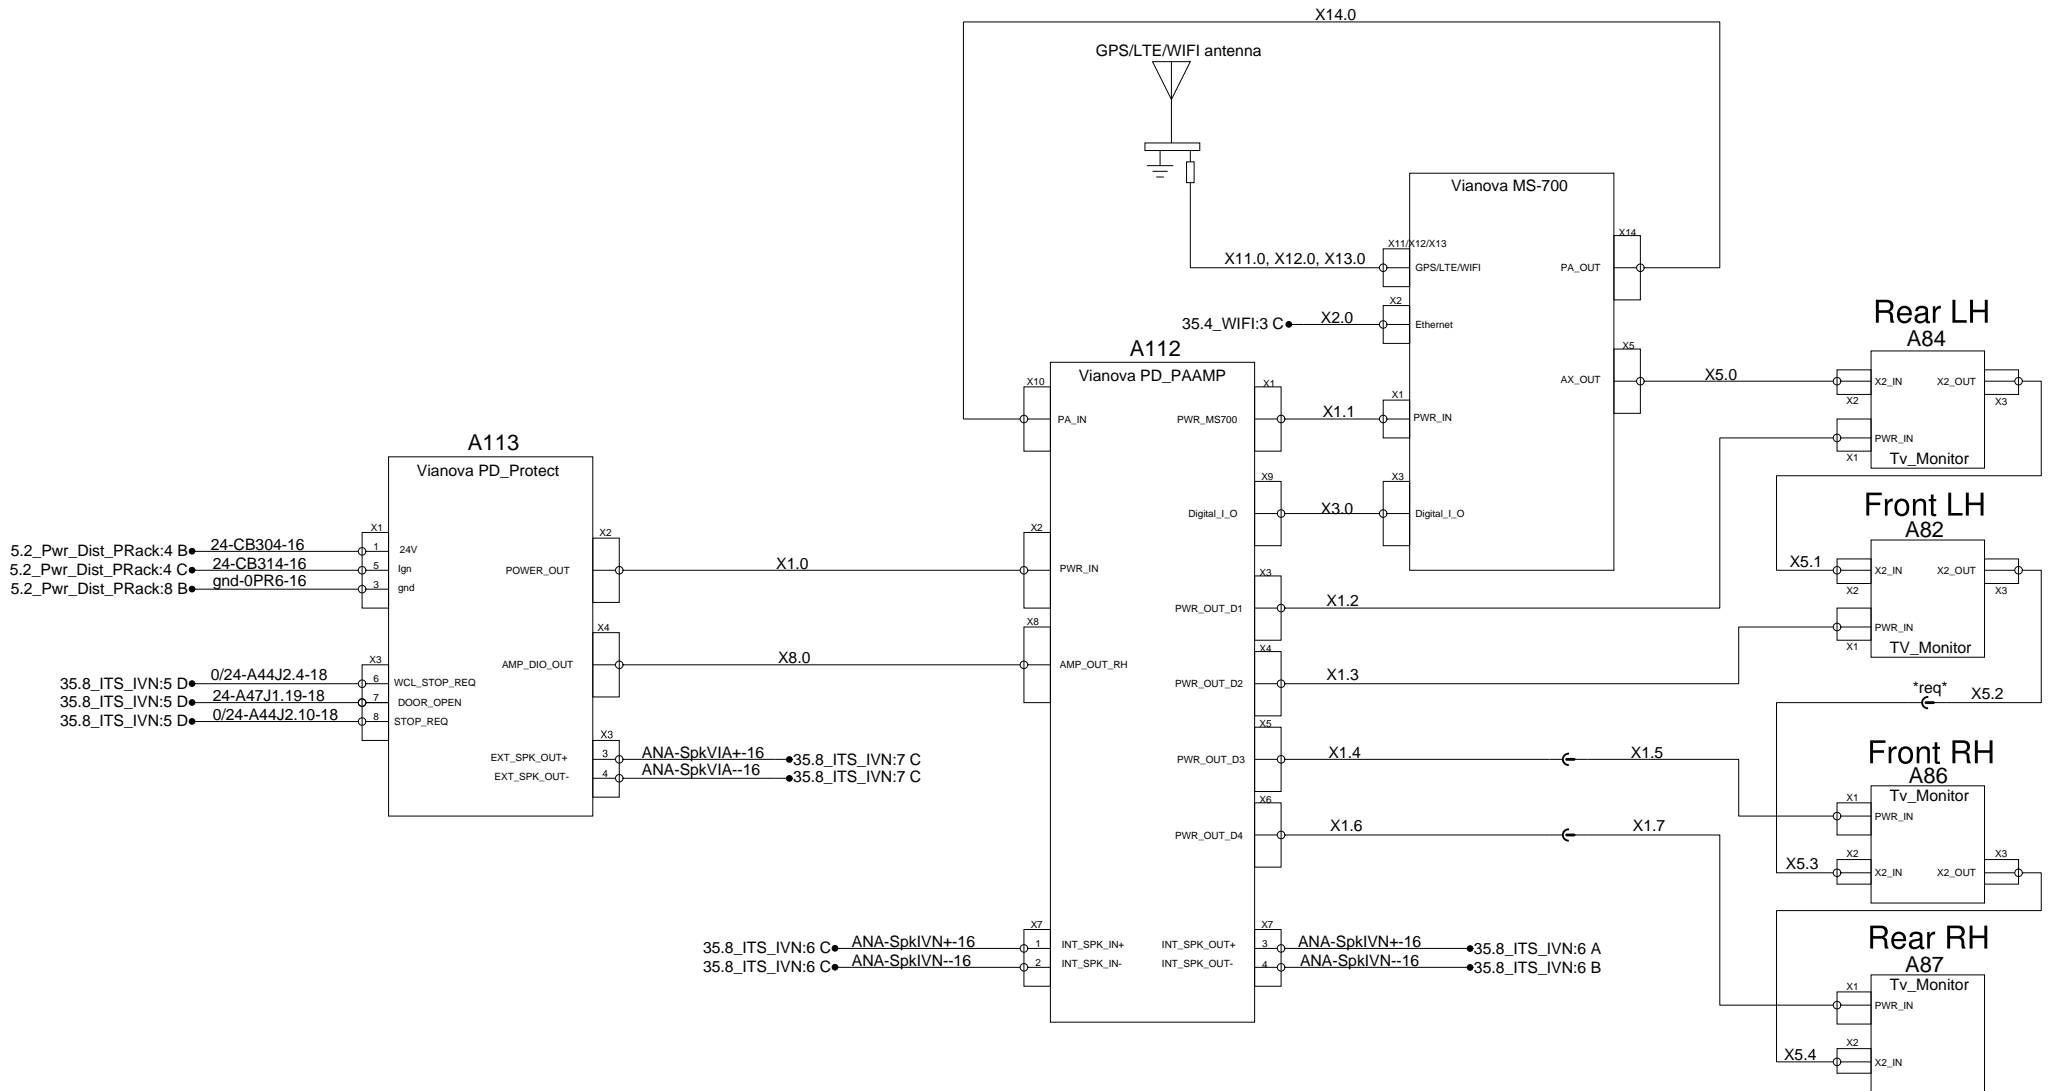 X14.0
GPS/LTE/WIFI antenna
Vianova MS-700
X11/X12/X13
X14
X11.0, X12.0, X13.0
GPS/LTE/WIFI
PA_OUT
X2
35.4_WIFI:3 C
X2.0
Ethernet
X5
AX_OUT
X5.0
X1
PWR_IN
X3
Digital_I_O
A112
Vianova PD_PAAMP
X10
PA_IN
X1
PWR_MS700
X1.1
X9
Digital_I_O
X3.0
X2
PWR_IN
X3
PWR_OUT_D1
X1.2
X8
AMP_OUT_RH
X4
PWR_OUT_D2
X1.3
X5
PWR_OUT_D3
X1.4
X1.5
X6
PWR_OUT_D4
X1.6
X1.7
X7
35.8_ITS_IVN:6 C
ANA-SpkIVN+-16
1
INT_SPK_IN+
35.8_ITS_IVN:6 C
ANA-SpkIVN--16
2
INT_SPK_IN-
X7
INT_SPK_OUT+
3
ANA-SpkIVN+-16
35.8_ITS_IVN:6 A
INT_SPK_OUT-
4
ANA-SpkIVN--16
35.8_ITS_IVN:6 B
A113
Vianova PD_Protect
X1
5.2_Pwr_Dist_PRack:4 B
24-CB304-16
1
24V
5.2_Pwr_Dist_PRack:4 C
24-CB314-16
5
Ign
5.2_Pwr_Dist_PRack:8 B
gnd-0PR6-16
3
gnd
X2
POWER_OUT
X1.0
X4
AMP_DIO_OUT
X8.0
X3
35.8_ITS_IVN:5 D
0/24-A44J2.4-18
6
WCL_STOP_REQ
35.8_ITS_IVN:5 D
24-A47J1.19-18
7
DOOR_OPEN
35.8_ITS_IVN:5 D
0/24-A44J2.10-18
8
STOP_REQ
X3
EXT_SPK_OUT+
3
ANA-SpkVIA+-16
35.8_ITS_IVN:7 C
EXT_SPK_OUT-
4
ANA-SpkVIA--16
35.8_ITS_IVN:7 C
Rear LH
A84
X2_IN
X2_OUT
X2
X3
PWR_IN
X1
Tv_Monitor
Front LH
A82
X5.1
X2_IN
X2_OUT
X2
X3
PWR_IN
X1
TV_Monitor
*req*
X5.2
Front RH
A86
Tv_Monitor
X1
PWR_IN
X2
X3
X5.3
X2_IN
X2_OUT
Rear RH
A87
Tv_Monitor
X1
PWR_IN
X2
X5.4
X2_IN